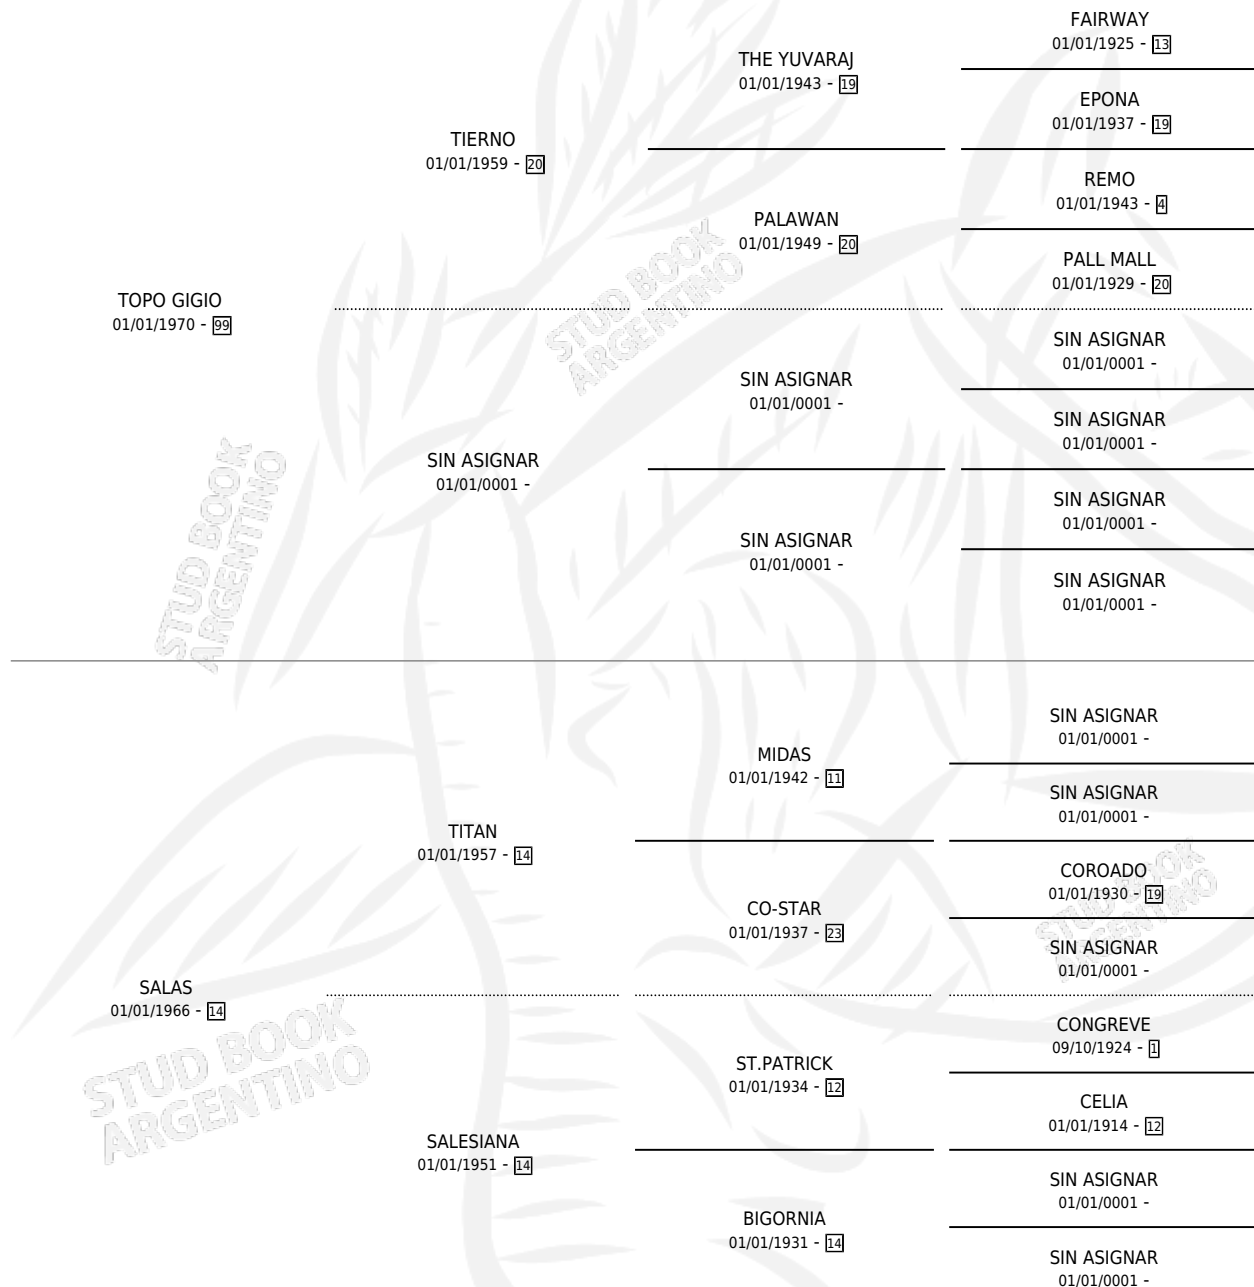 FAIRWAY
01/01/1925 - 13
THE YUVARAJ
01/01/1943 - 19
EPONA
01/01/1937 - 19
TIERNO
01/01/1959 - 20
REMO
01/01/1943 - 4
PALAWAN
01/01/1949 - 20
PALL MALL
01/01/1929 - 20
TOPO GIGIO
01/01/1970 - 99
SIN ASIGNAR
01/01/0001 -
SIN ASIGNAR
01/01/0001 -
SIN ASIGNAR
01/01/0001 -
SIN ASIGNAR
01/01/0001 -
SIN ASIGNAR
01/01/0001 -
SIN ASIGNAR
01/01/0001 -
SIN ASIGNAR
01/01/0001 -
STUD BOOK
ARGENTINO
STUD BOOK
ARGENTINO
SIN ASIGNAR
01/01/0001 -
MIDAS
01/01/1942 - 11
SIN ASIGNAR
01/01/0001 -
TITAN
01/01/1957 - 14
COROADO
01/01/1930 - 19
CO-STAR
01/01/1937 - 23
SIN ASIGNAR
01/01/0001 -
STUD BOOK
ARGENTINO
SALAS
01/01/1966 - 14
CONGREVE
09/10/1924 - 1
ST.PATRICK
01/01/1934 - 12
CELIA
01/01/1914 - 12
STUD BOOK
ARGENTINO
SALESIANA
01/01/1951 - 14
SIN ASIGNAR
01/01/0001 -
BIGORNIA
01/01/1931 - 14
SIN ASIGNAR
01/01/0001 -